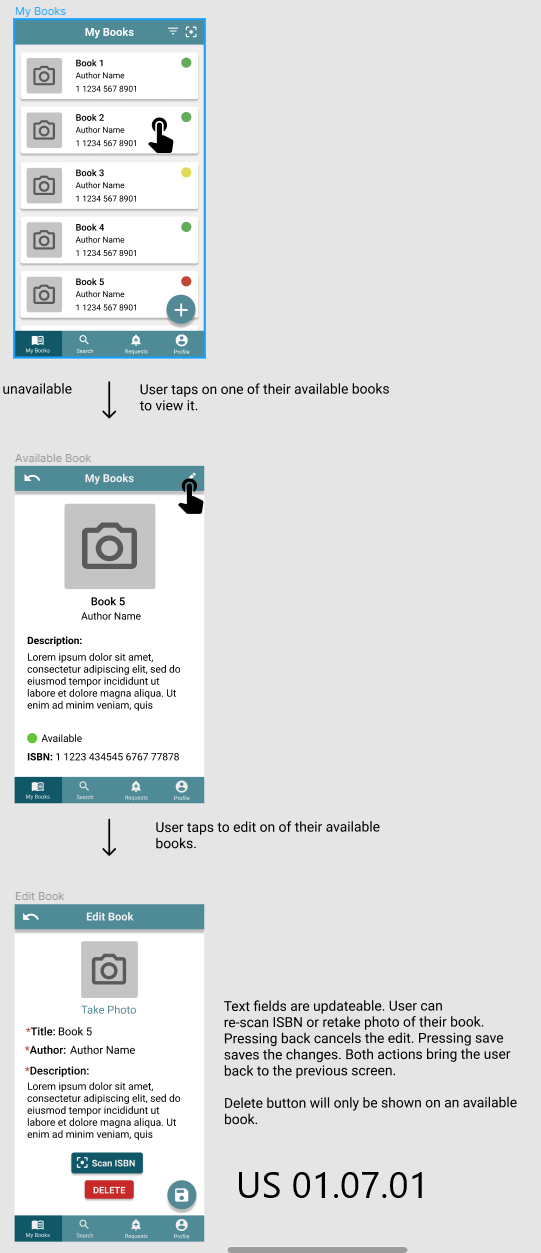 My Books
My Books
Book 1
Author Name
1 1234 567 8901
Book 2
Author Name
1 1234 567 8901
Book 3
Author Name
1 1234 567 8901
Book 4
Author Name
1 1234 567 8901
Book 5
Author Name
1 1234 567 8901
My Books Search Requests Profile
unavailable
User taps on one of their available books
to view it.
Available Book
My Books
Book 5
Author Name
Description:
Lorem ipsum dolor sit amet,
consectetur adipiscing elit, sed do
eiusmod tempor incididunt ut
labore et dolore magna aliqua. Ut
enim ad minim veniam, quis
Available
ISBN: 1 1223 434545 6767 77878
My Books Search Requests Profile
User taps to edit on of their available
books.
Edit Book
Edit Book
Take Photo
*Title: Book 5
*Author: Author Name
*Description:
Lorem ipsum dolor sit amet,
consectetur adipiscing elit, sed do
eiusmod tempor incididunt ut
labore et dolore magna aliqua. Ut
enim ad minim veniam, quis
Scan ISBN
DELETE
My Books Search Requests Profile
Text fields are updateable. User can
re-scan ISBN or retake photo of their book.
Pressing back cancels the edit. Pressing save
saves the changes. Both actions bring the user
back to the previous screen.
Delete button will only be shown on an available
book.
US 01.07.01